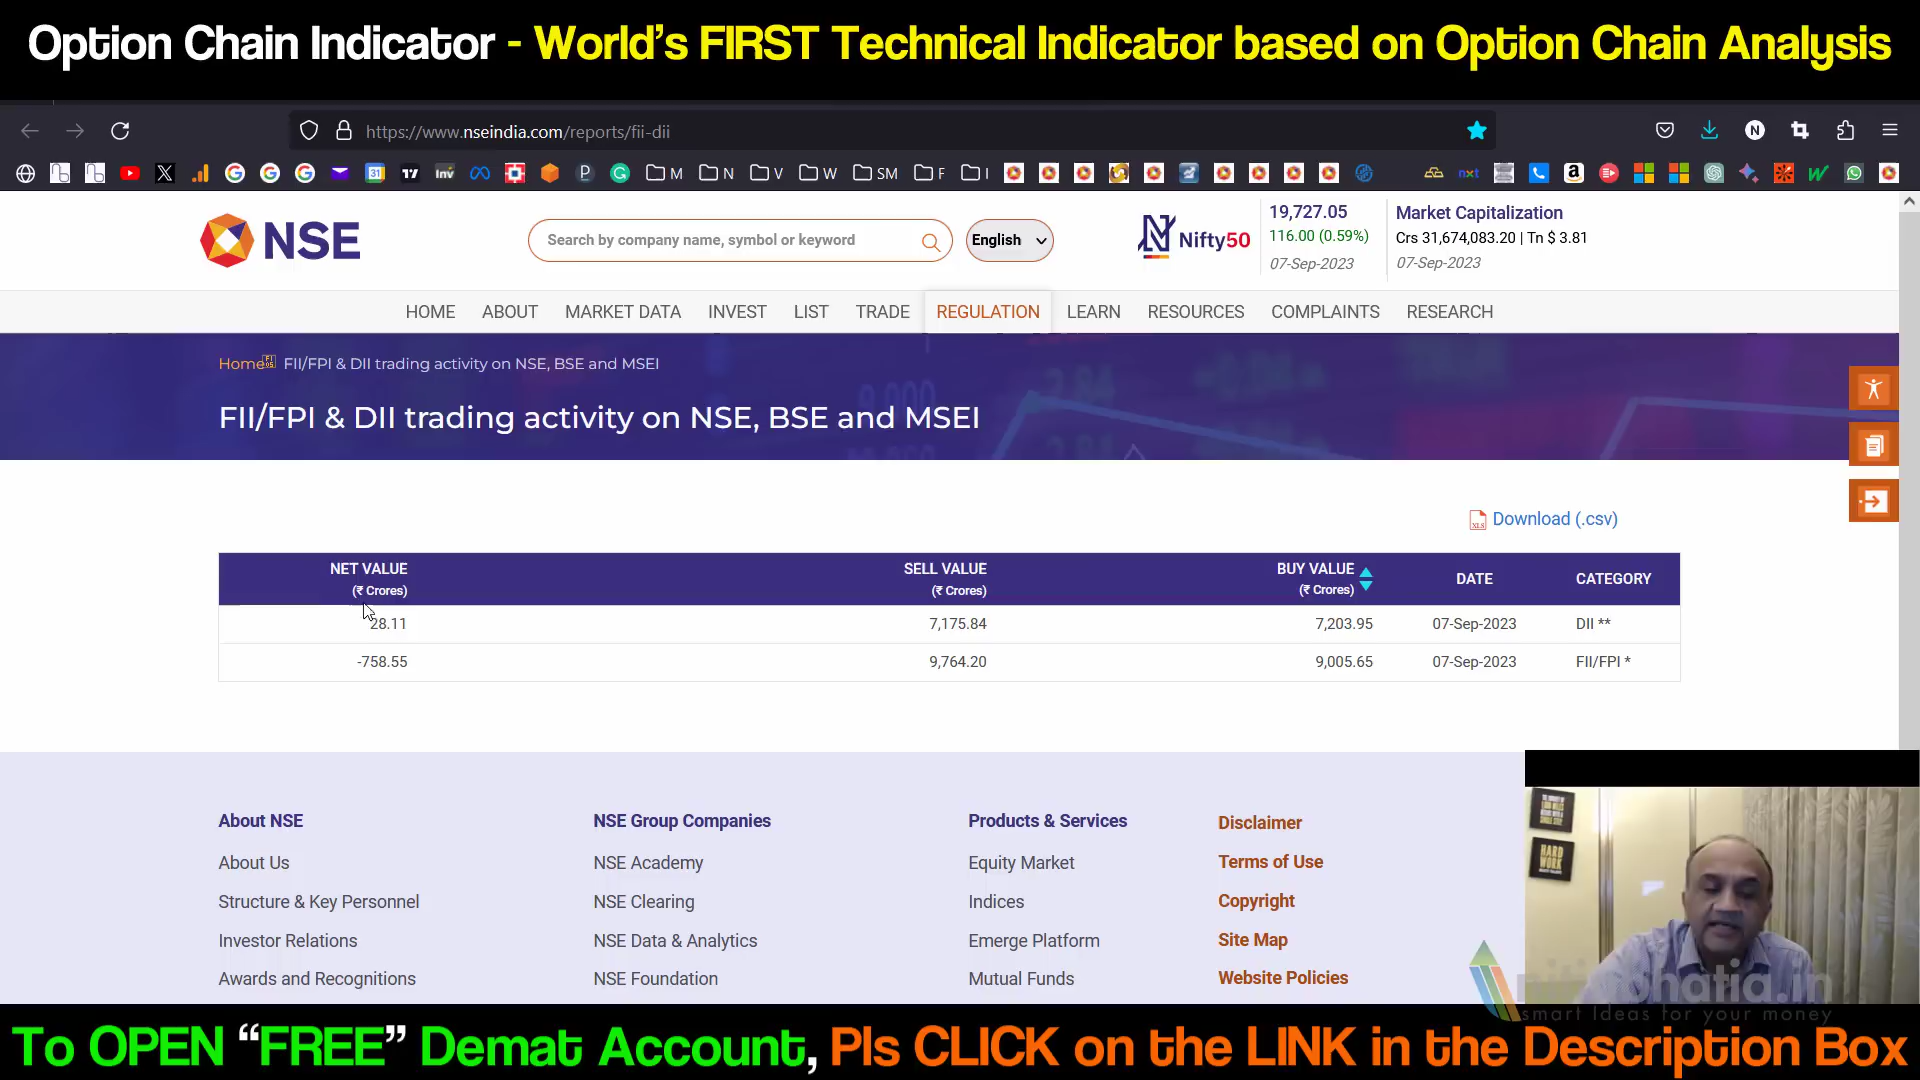 Option Chain Indicator - World's FIRST Technical Indicator based on Option Chain Analysis
https://www.nseindia.com/reports/fii-dii
M N V W SM F I
NSE
Search by company name, symbol or keyword
English
Nifty50
19,727.05
116.00 (0.59%)
07-Sep-2023
Market Capitalization
Crs 31,674,083.20 | Tn $ 3.81
07-Sep-2023
HOME ABOUT MARKET DATA INVEST LIST TRADE REGULATION LEARN RESOURCES COMPLAINTS RESEARCH
Home FII/FPI & DII trading activity on NSE, BSE and MSEI
FII/FPI & DII trading activity on NSE, BSE and MSEI
Download (.csv)
NET VALUE (₹ Crores) SELL VALUE (₹ Crores) BUY VALUE (₹ Crores) DATE CATEGORY
28.11 7,175.84 7,203.95 07-Sep-2023 DII **
-758.55 9,764.20 9,005.65 07-Sep-2023 FII/FPI *
About NSE
About Us
Structure & Key Personnel
Investor Relations
Awards and Recognitions
NSE Group Companies
NSE Academy
NSE Clearing
NSE Data & Analytics
NSE Foundation
Products & Services
Equity Market
Indices
Emerge Platform
Mutual Funds
Disclaimer
Terms of Use
Copyright
Site Map
Website Policies
HARD
WORK
smart Ideas for your money
To OPEN "FREE" Demat Account, Pls CLICK on the LINK in the Description Box